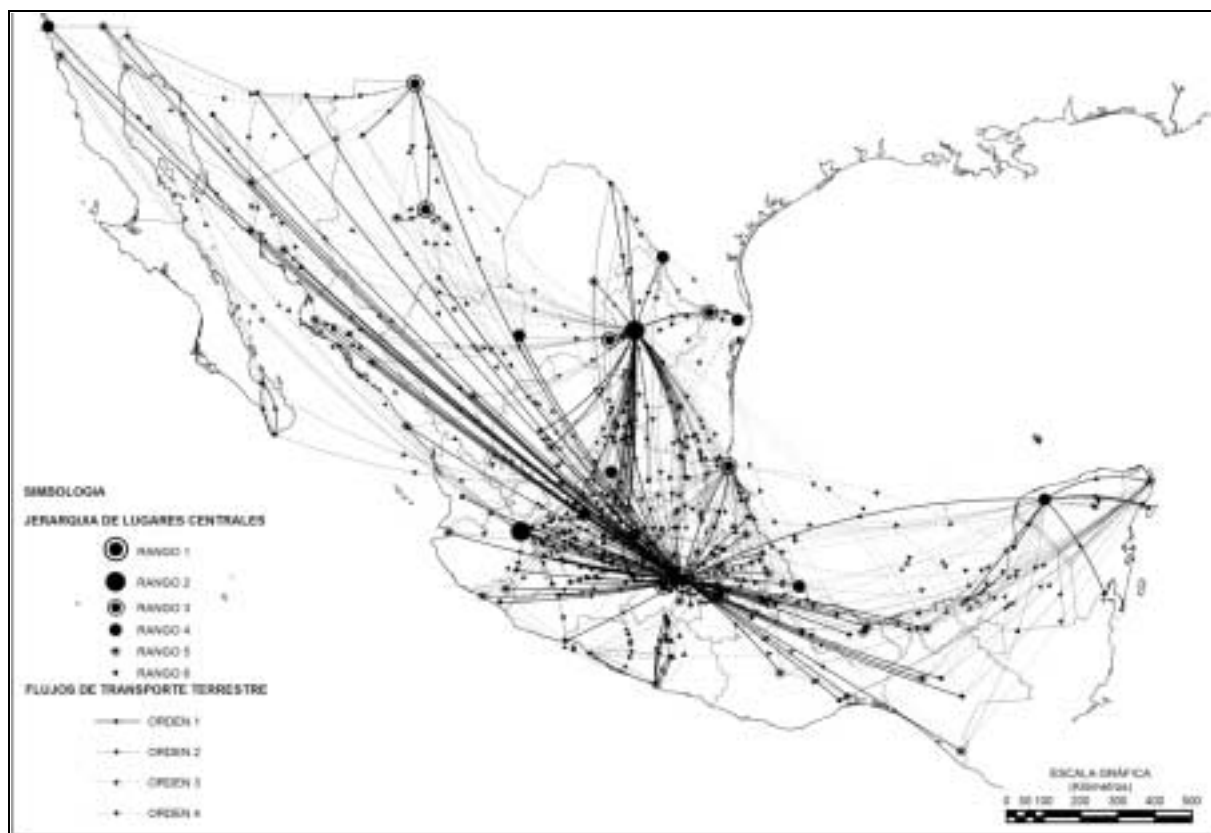 SIMBOLOGIA
JERARQUIA DE LUGARES CENTRALES
RANGO 1
RANGO 2
RANGO 3
RANGO 4
RANGO 5
RANGO 6
FLUJOS DE TRANSPORTE TERRESTRE
ORDEN 1
ORDEN 2
ORDEN 3
ORDEN 4
ESCALA GRÁFICA
(Kilómetros)
0 50 100 200 300 400 500